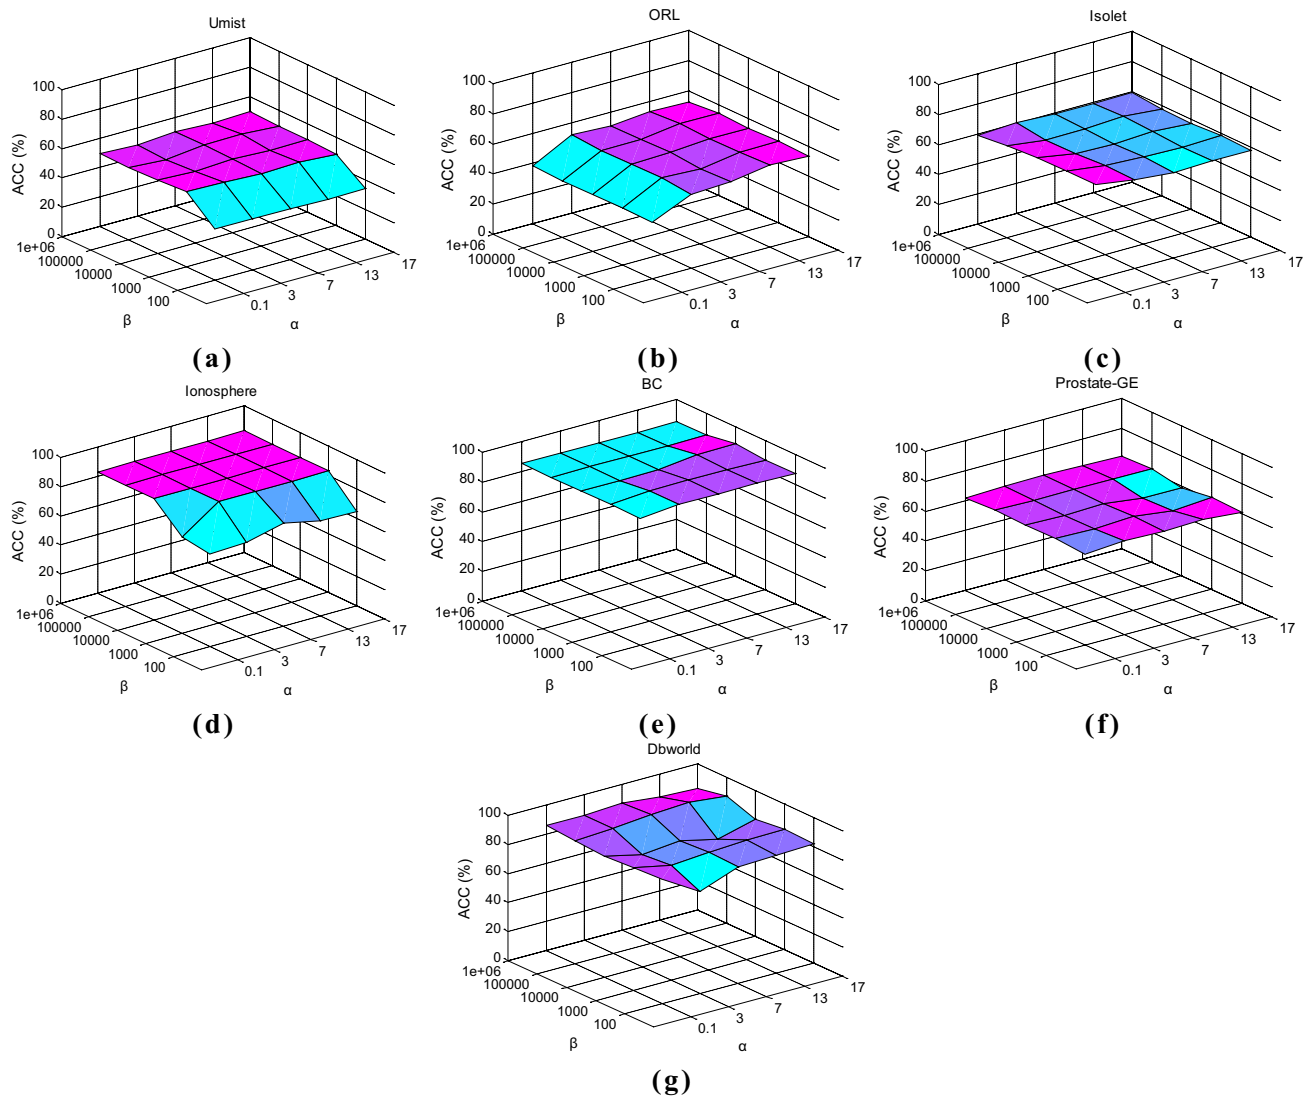 Umist
100
80
60
40
20
0
ACC (%)
1e+06
100000
10000
1000
100
β
0.1
3
7
13
17
α
(a)
ORL
100
80
60
40
20
0
ACC (%)
1e+06
100000
10000
1000
100
β
0.1
3
7
13
17
α
(b)
Isolet
100
80
60
40
20
0
ACC (%)
1e+06
100000
10000
1000
100
β
0.1
3
7
13
17
α
(c)
Ionosphere
100
80
60
40
20
0
ACC (%)
1e+06
100000
10000
1000
100
β
0.1
3
7
13
17
α
(d)
BC
100
80
60
40
20
0
ACC (%)
1e+06
100000
10000
1000
100
β
0.1
3
7
13
17
α
(e)
Prostate-GE
100
80
60
40
20
0
ACC (%)
1e+06
100000
10000
1000
100
β
0.1
3
7
13
17
α
(f)
Dbworld
100
80
60
40
20
0
ACC (%)
1e+06
100000
10000
1000
100
β
0.1
3
7
13
17
α
(g)